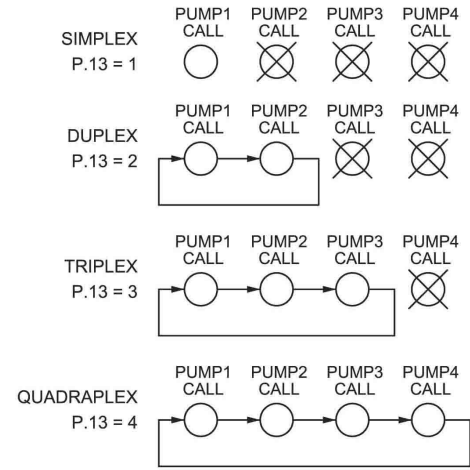 PUMP1 PUMP2 PUMP3 PUMP4
CALL CALL CALL CALL
SIMPLEX
P.13 = 1
PUMP1 PUMP2 PUMP3 PUMP4
CALL CALL CALL CALL
DUPLEX
P.13 = 2
PUMP1 PUMP2 PUMP3 PUMP4
CALL CALL CALL CALL
TRIPLEX
P.13 = 3
PUMP1 PUMP2 PUMP3 PUMP4
CALL CALL CALL CALL
QUADRAPLEX
P.13 = 4